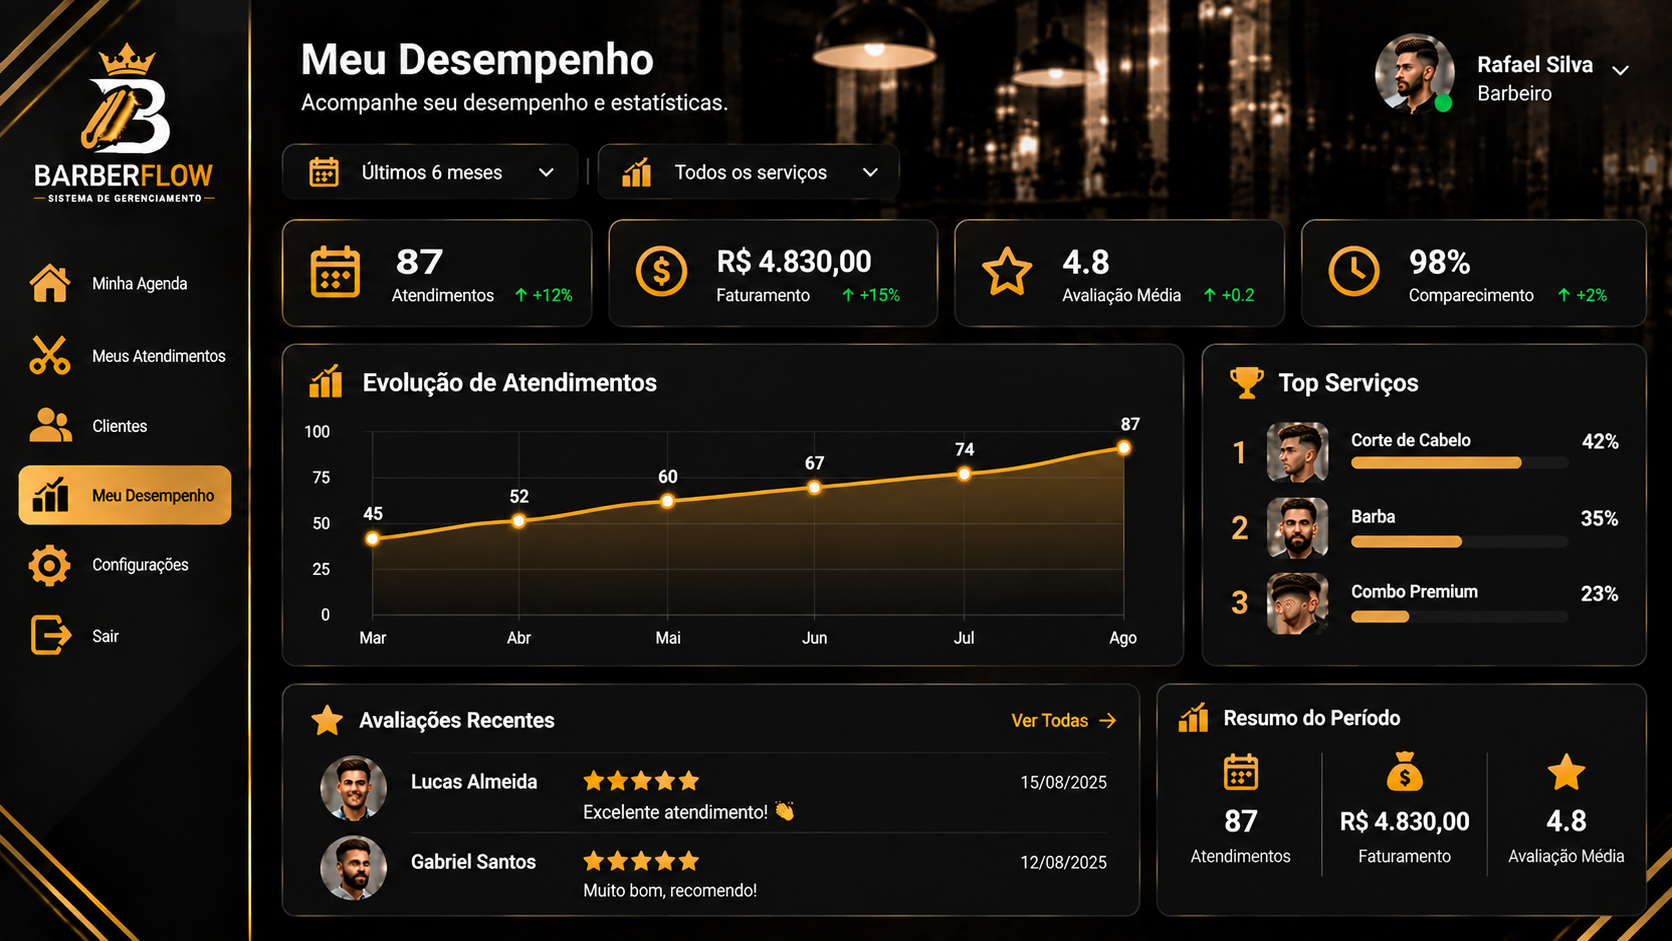 BARBERFLOW
SISTEMA DE GERENCIAMENTO
Minha Agenda
Meus Atendimentos
Clientes
Meu Desempenho
Configurações
Sair
Meu Desempenho
Acompanhe seu desempenho e estatísticas.
Rafael Silva
Barbeiro
Últimos 6 meses
Todos os serviços
87
Atendimentos ↑ +12%
R$ 4.830,00
Faturamento ↑ +15%
4.8
Avaliação Média ↑ +0.2
98%
Comparecimento ↑ +2%
Evolução de Atendimentos
100
75
50
25
0
45
52
60
67
74
87
Mar
Abr
Mai
Jun
Jul
Ago
Top Serviços
1 Corte de Cabelo 42%
2 Barba 35%
3 Combo Premium 23%
Avaliações Recentes
Ver Todas →
Lucas Almeida
15/08/2025
Excelente atendimento! 👏
Gabriel Santos
12/08/2025
Muito bom, recomendo!
Resumo do Período
87
Atendimentos
R$ 4.830,00
Faturamento
4.8
Avaliação Média